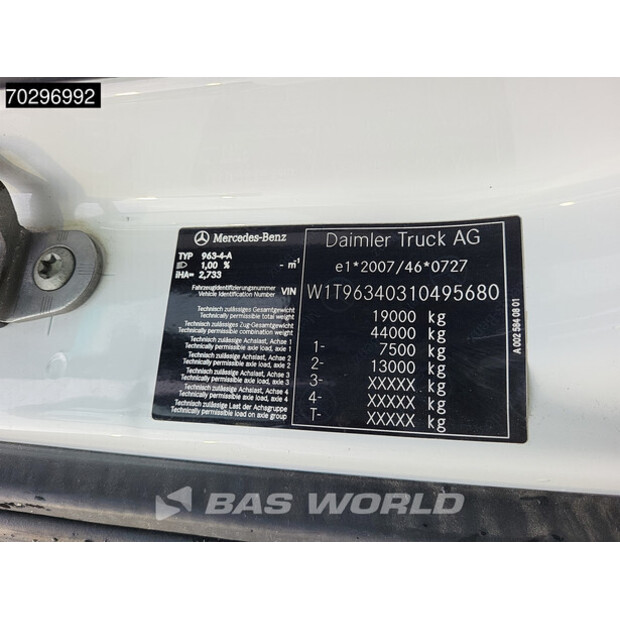 70296992
Mercedes-Benz
TYP 963-4-A
1,00 % - m⁻¹
IHA= 2,733
Fahrzeugidentifizierungsnummer
Vehicle Identification Number VIN
Technisch zulässiges Gesamtgewicht
Technically permissible total weight
Technisch zulässiges Zug-Gesamtgewicht
Technically permissible combination weight
Technisch zulässige Achslast, Achse 1
Technically permissible axle load, axle 1
Technisch zulässige Achslast, Achse 2
Technically permissible axle load, axle 2
Technisch zulässige Achslast, Achse 3
Technically permissible axle load, axle 3
Technisch zulässige Achslast, Achse 4
Technically permissible axle load, axle 4
Technisch zulässige Last der Achsgruppe
Technically permissible load on axle group
Daimler Truck AG
e1*2007/46*0727
W1T96340310495680
19000 kg
44000 kg
1- 7500 kg
2- 13000 kg
3- XXXXX kg
4- XXXXX kg
T- XXXXX kg
A 002 584 08 01
BAS WORLD